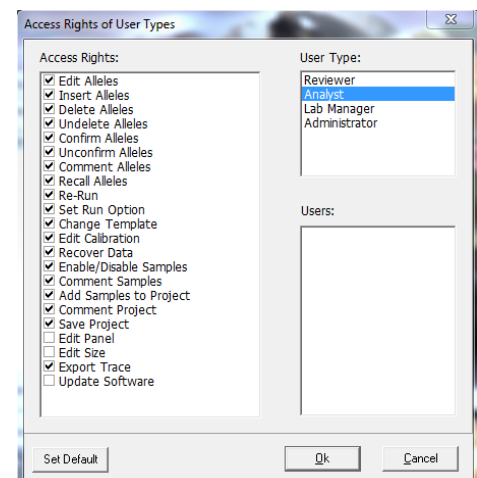 Access Rights of User Types
Access Rights:
Edit Alleles
Insert Alleles
Delete Alleles
Undelete Alleles
Confirm Alleles
Unconfirm Alleles
Comment Alleles
Recall Alleles
Re-Run
Set Run Option
Change Template
Edit Calibration
Recover Data
Enable/Disable Samples
Comment Samples
Add Samples to Project
Comment Project
Save Project
Edit Panel
Edit Size
Export Trace
Update Software
User Type:
Reviewer
Analyst
Lab Manager
Administrator
Users:
Set Default
Ok
Cancel